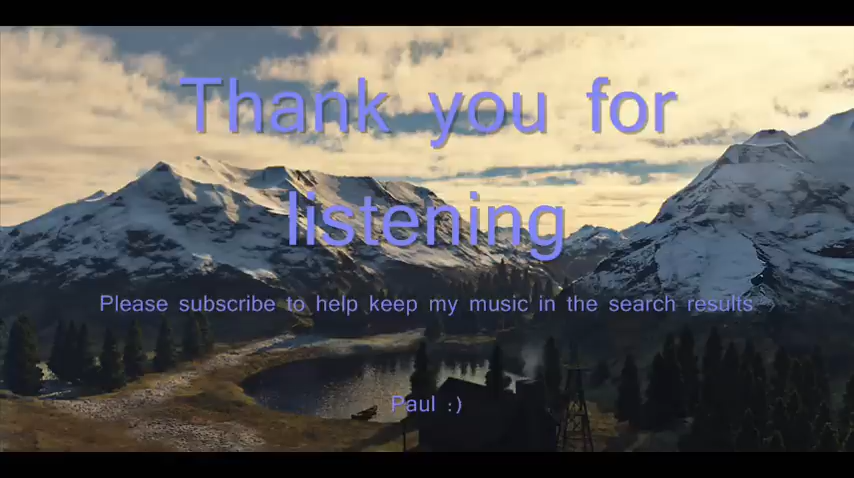 Thank you for
listening
Please subscribe to help keep my music in the search results
Paul :)